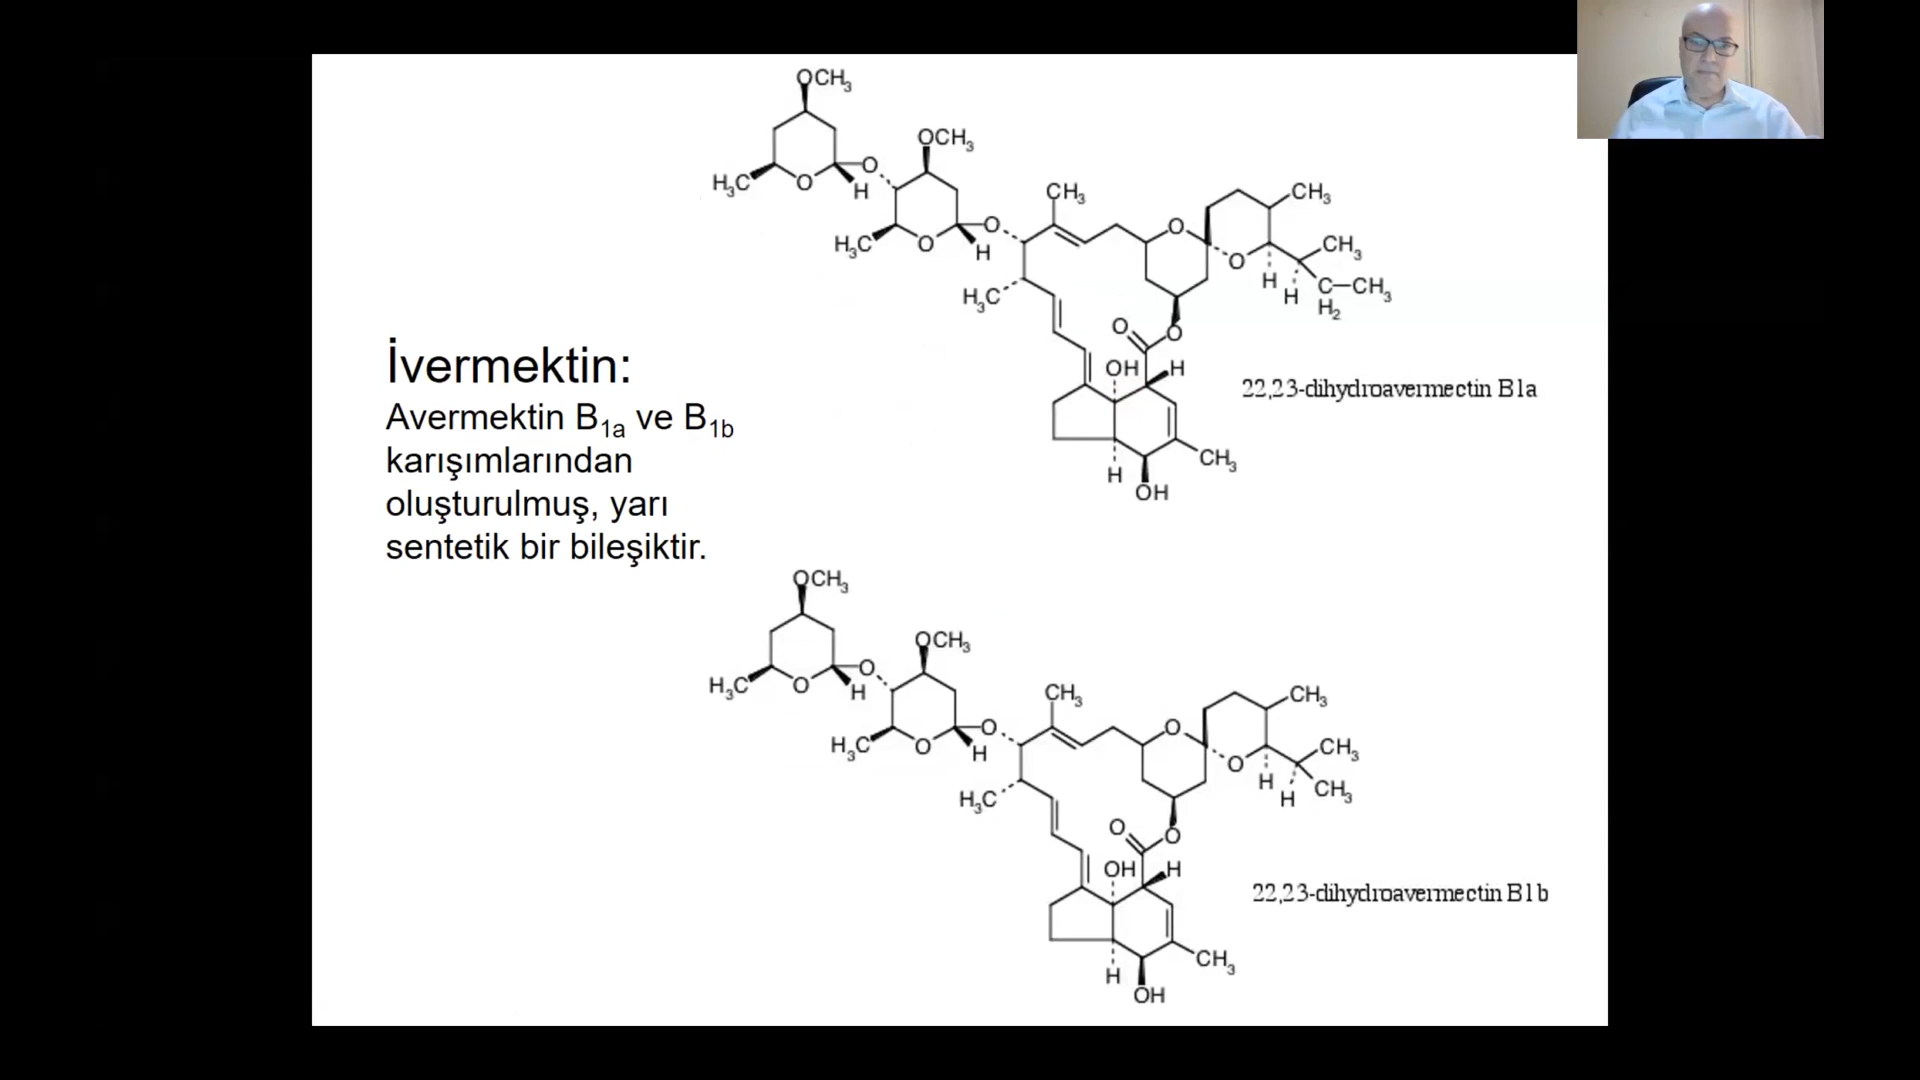 İvermektin:
Avermektin B1a ve B1b
karışımlarından
oluşturulmuş, yarı
sentetik bir bileşiktir.
OCH3
OCH3
H3C
O
O
H
CH3
H3C
O
O
H
H3C
O
CH3
O
CH3
H
H
C—CH3
H2
O
O
OH
H
CH3
H
OH
22,23-dihydroavermectin B1a
OCH3
OCH3
H3C
O
O
H
CH3
H3C
O
O
H
H3C
O
CH3
O
CH3
H
H
CH3
O
O
OH
H
CH3
H
OH
22,23-dihydroavermectin B1b